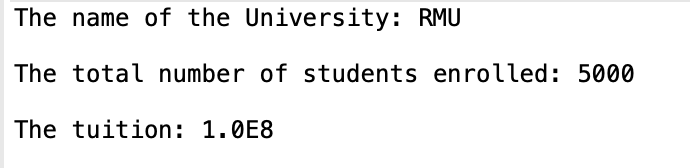 The name of the University: RMU
The total number of students enrolled: 5000
The tuition: 1.0E8